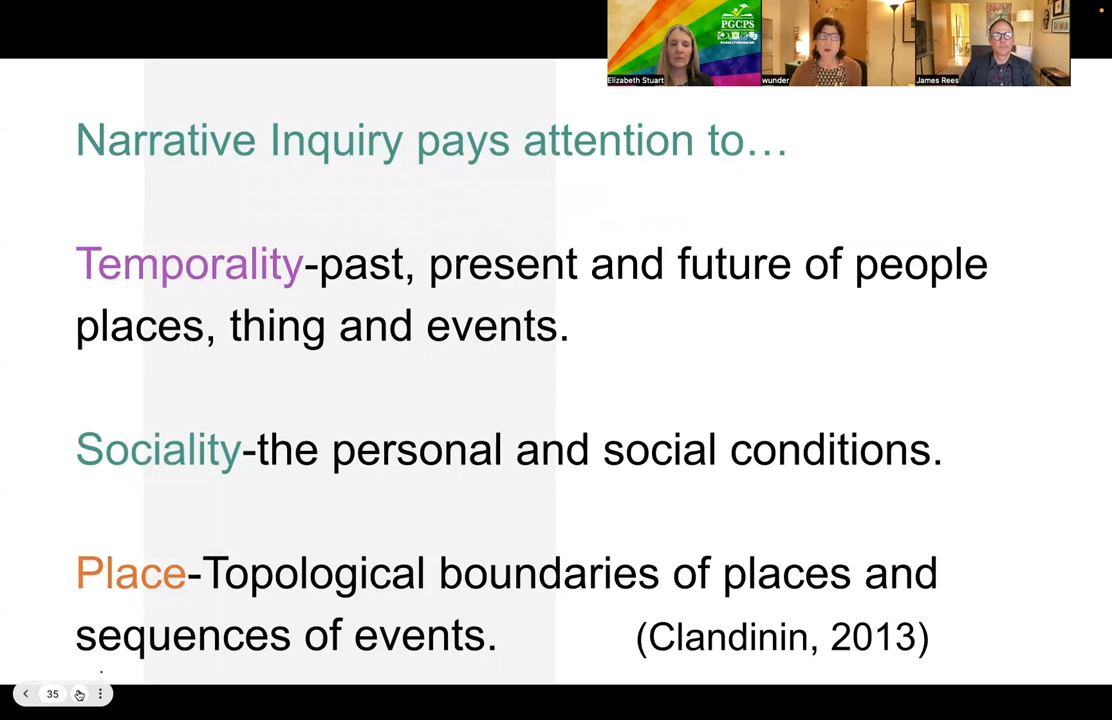 PGCPS
Elizabeth Stuart
wunder
James Rees
Narrative Inquiry pays attention to…
Temporality-past, present and future of people
places, thing and events.
Sociality-the personal and social conditions.
Place-Topological boundaries of places and
sequences of events. (Clandinin, 2013)
35